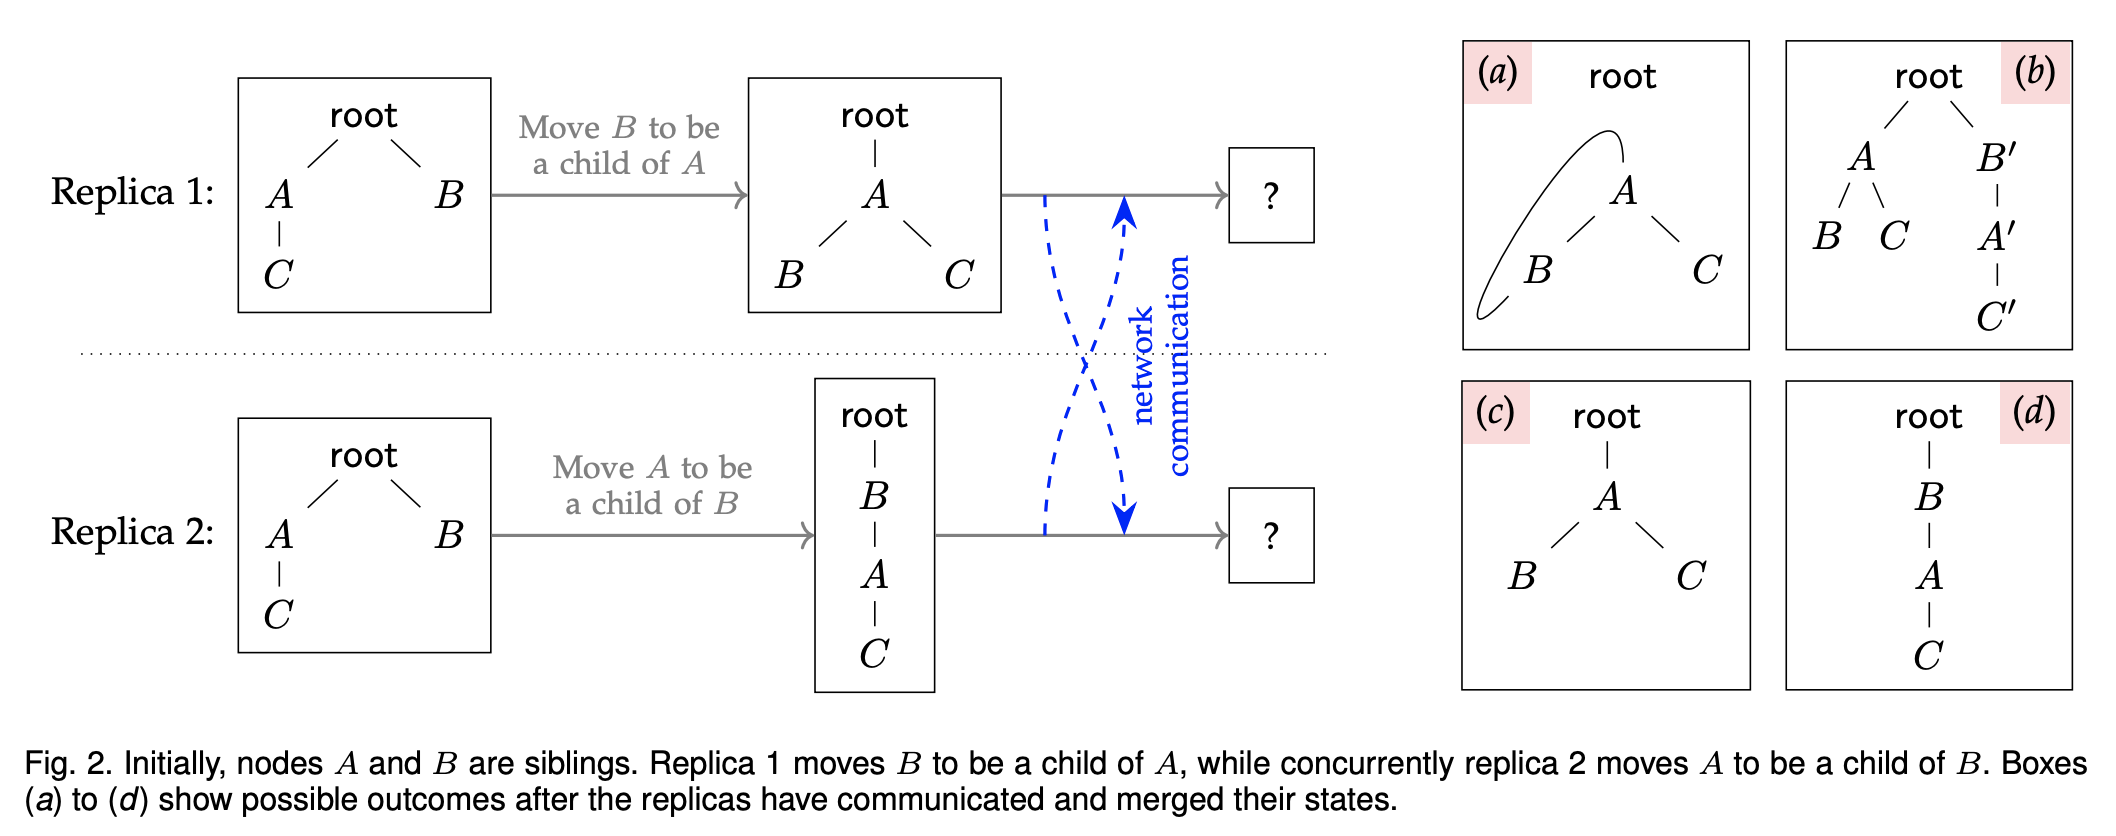 root
A B
C
Replica 1:
Move B to be
a child of A
root
A
B C
?
network
communication
Replica 2:
root
A B
C
Move A to be
a child of B
root
B
A
C
?
(a)
root
A
B C
(b)
root
A B′
B C A′
C′
(c)
root
A
B C
(d)
root
B
A
C
Fig. 2. Initially, nodes A and B are siblings. Replica 1 moves B to be a child of A, while concurrently replica 2 moves A to be a child of B. Boxes
(a) to (d) show possible outcomes after the replicas have communicated and merged their states.